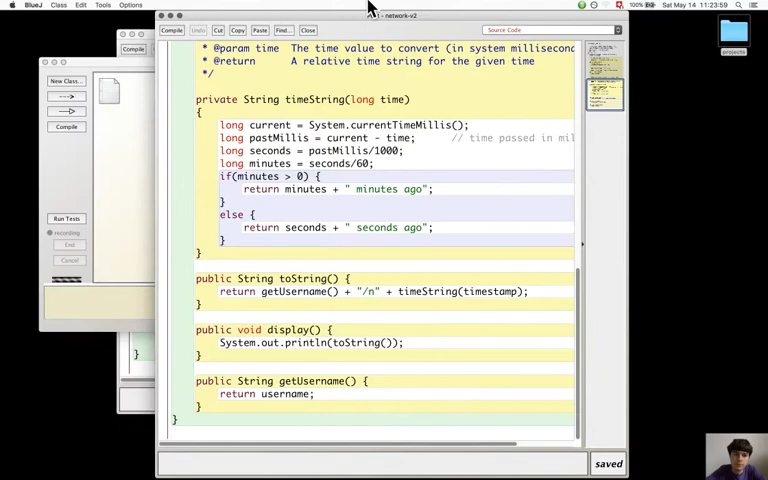 BlueJ Class Edit Tools Options 100% Sat May 14 11:23:59
- network-v2
Compile Undo Cut Copy Paste Find... Close Source Code
* @param time The time value to convert (in system millisecond
* @return A relative time string for the given time
*/
private String timeString(long time)
{
long current = System.currentTimeMillis();
long pastMillis = current - time; // time passed in mil
long seconds = pastMillis/1000;
long minutes = seconds/60;
if(minutes > 0) {
return minutes + " minutes ago";
}
else {
return seconds + " seconds ago";
}
}
public String toString() {
return getUsername() + "/n" + timeString(timestamp);
}
public void display() {
System.out.println(toString());
}
public String getUsername() {
return username;
}
}
saved
Compile
}
New Class...
Compile
Run Tests
recording
End
Cancel
projects